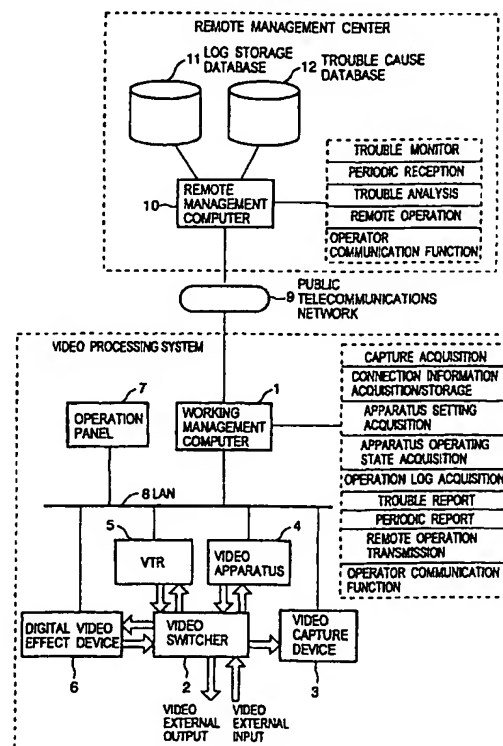 REMOTE MANAGEMENT CENTER
11 LOG STORAGE
DATABASE
12 TROUBLE CAUSE
DATABASE
REMOTE
MANAGEMENT
COMPUTER
10
TROUBLE MONITOR
PERIODIC RECEPTION
TROUBLE ANALYSIS
REMOTE OPERATION
OPERATOR
COMMUNICATION FUNCTION
9
PUBLIC
TELECOMMUNICATIONS
NETWORK
VIDEO PROCESSING SYSTEM
7
OPERATION
PANEL
1
WORKING
MANAGEMENT
COMPUTER
CAPTURE ACQUISITION
CONNECTION INFORMATION
ACQUISITION/STORAGE
APPARATUS SETTING
ACQUISITION
APPARATUS OPERATING
STATE ACQUISITION
OPERATION LOG ACQUISITION
TROUBLE REPORT
PERIODIC REPORT
REMOTE OPERATION
TRANSMISSION
OPERATOR COMMUNICATION
FUNCTION
8 LAN
5
VTR
4
VIDEO
APPARATUS
DIGITAL VIDEO
EFFECT DEVICE
6
VIDEO
SWITCHER
2
VIDEO
CAPTURE
DEVICE
3
VIDEO
EXTERNAL
OUTPUT
VIDEO
EXTERNAL
INPUT